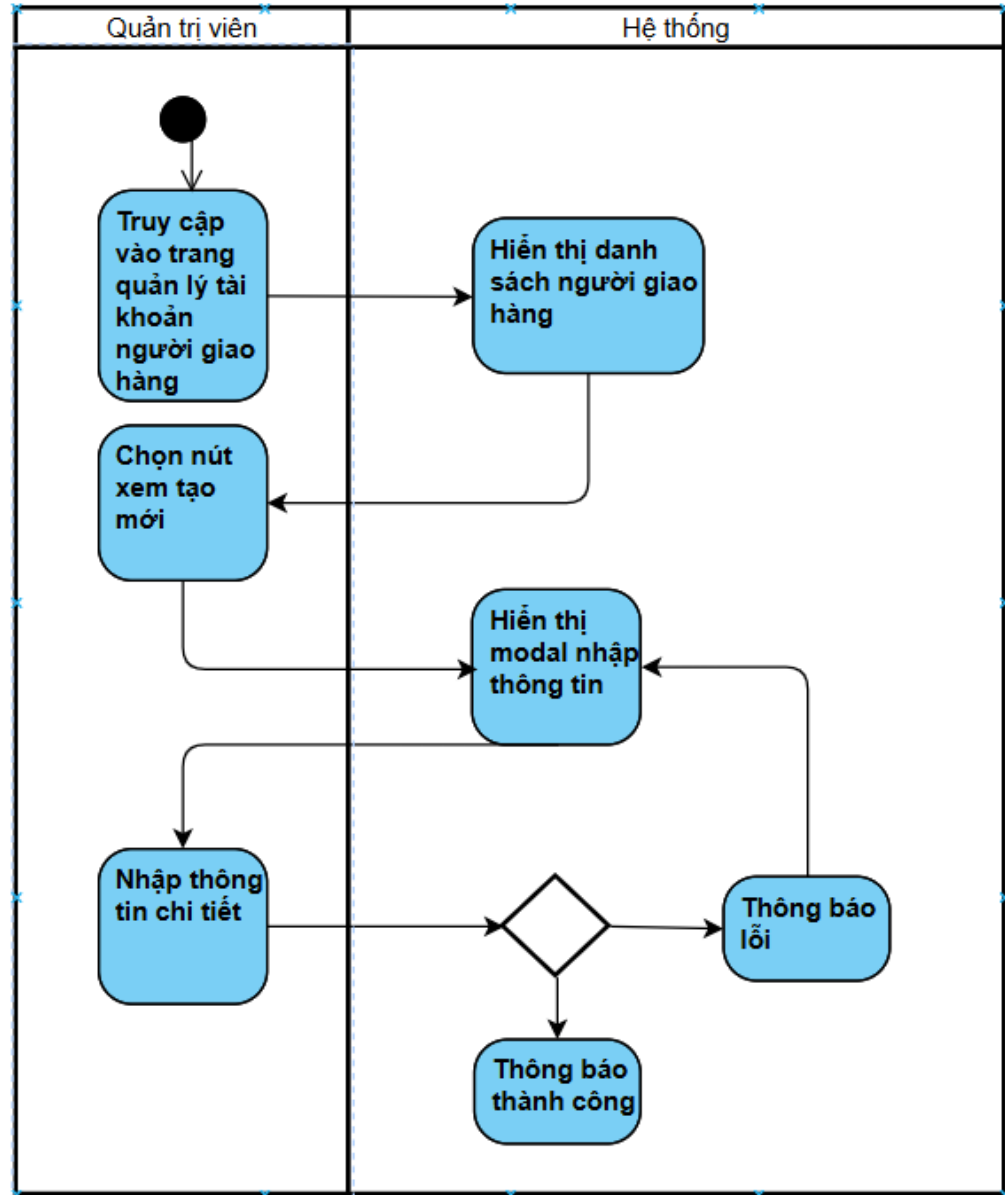 Quản trị viên
Hệ thống
Truy cập
vào trang
quản lý tài
khoản
người giao
hàng
Hiển thị danh
sách người giao
hàng
Chọn nút
xem tạo
mới
Hiển thị
modal nhập
thông tin
Nhập thông
tin chi tiết
Thông báo
lỗi
Thông báo
thành công